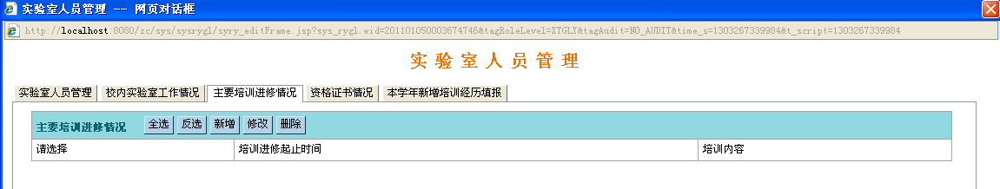 实验室人员管理 -- 网页对话框
http://localhost:8080/zc/sys/sysrygl/syry_editFrame.jsp?sys_rygl.wid=201101050003674746&tagRoleLevel=XTGLY&tagAudit=NO_AUDIT&time_s=1303267339984&t_script=1303267339984
实验室人员管理
实验室人员管理 校内实验室工作情况 主要培训进修情况 资格证书情况 本学年新增培训经历填报
主要培训进修情况 全选 反选 新增 修改 删除
请选择 培训进修起止时间 培训内容